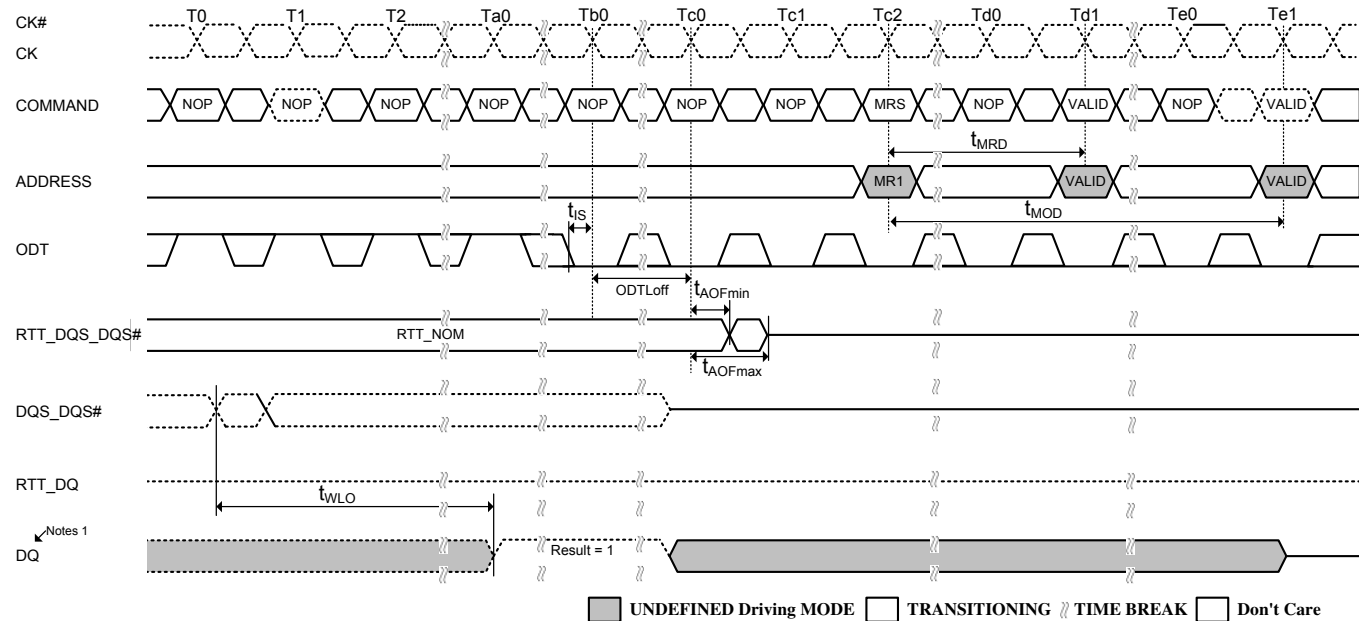 T0 T1 T2 Ta0 Tb0 Tc0 Tc1 Tc2 Td0 Td1 Te0 Te1
CK#
CK
COMMAND NOP NOP NOP NOP NOP NOP NOP MRS NOP VALID NOP VALID
tMRD
ADDRESS MR1 VALID VALID
tIS tMOD
ODT
ODTLoff tAOFmin
RTT_DQS_DQS# RTT_NOM
tAOFmax
DQS_DQS#
RTT_DQ
tWLO
Notes 1
DQ Result = 1
UNDEFINED Driving MODE TRANSITIONING TIME BREAK Don't Care